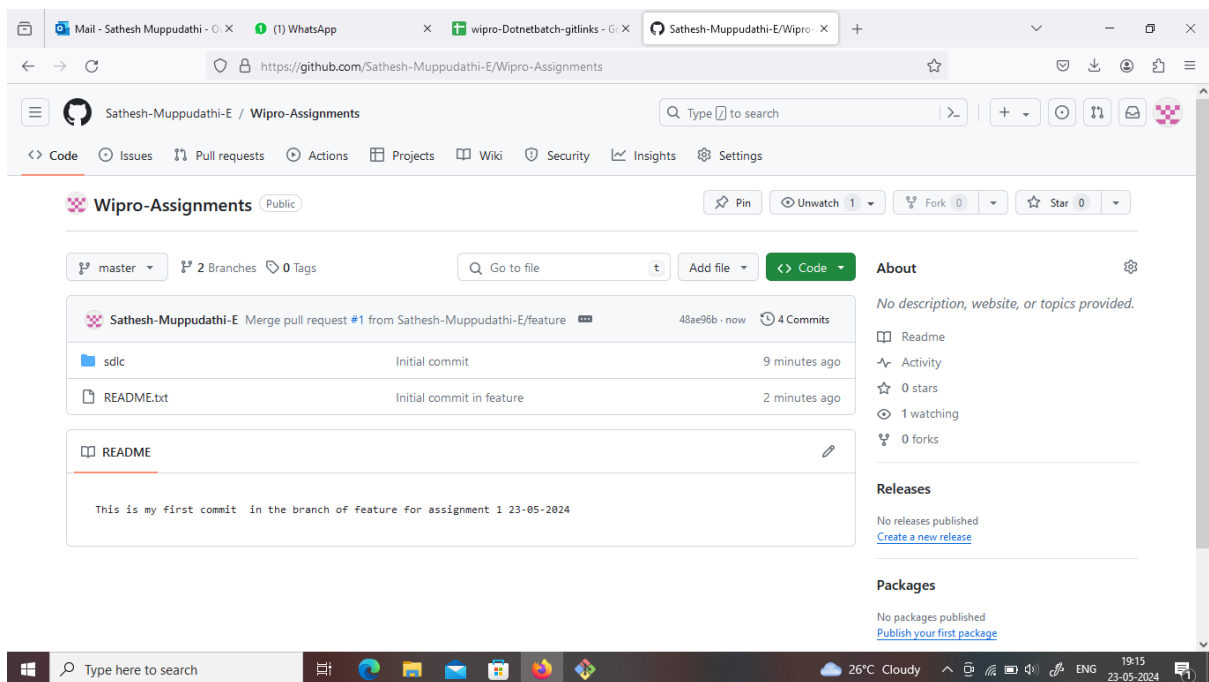 Mail - Sathesh Muppudathi - O
(1) WhatsApp
wipro-Dotnetbatch-gitlinks - G
Sathesh-Muppudathi-E/Wipro-
https://github.com/Sathesh-Muppudathi-E/Wipro-Assignments
Sathesh-Muppudathi-E / Wipro-Assignments
Type / to search
Code
Issues
Pull requests
Actions
Projects
Wiki
Security
Insights
Settings
Wipro-Assignments Public
Pin
Unwatch 1
Fork 0
Star 0
master
2 Branches
0 Tags
Go to file t
Add file
<> Code
Sathesh-Muppudathi-E Merge pull request #1 from Sathesh-Muppudathi-E/feature
48ae96b · now
4 Commits
sdlc Initial commit 9 minutes ago
README.txt Initial commit in feature 2 minutes ago
README
This is my first commit in the branch of feature for assignment 1 23-05-2024
About
No description, website, or topics provided.
Readme
Activity
0 stars
1 watching
0 forks
Releases
No releases published
Create a new release
Packages
No packages published
Publish your first package
Type here to search
26°C Cloudy
ENG
19:15
23-05-2024
1